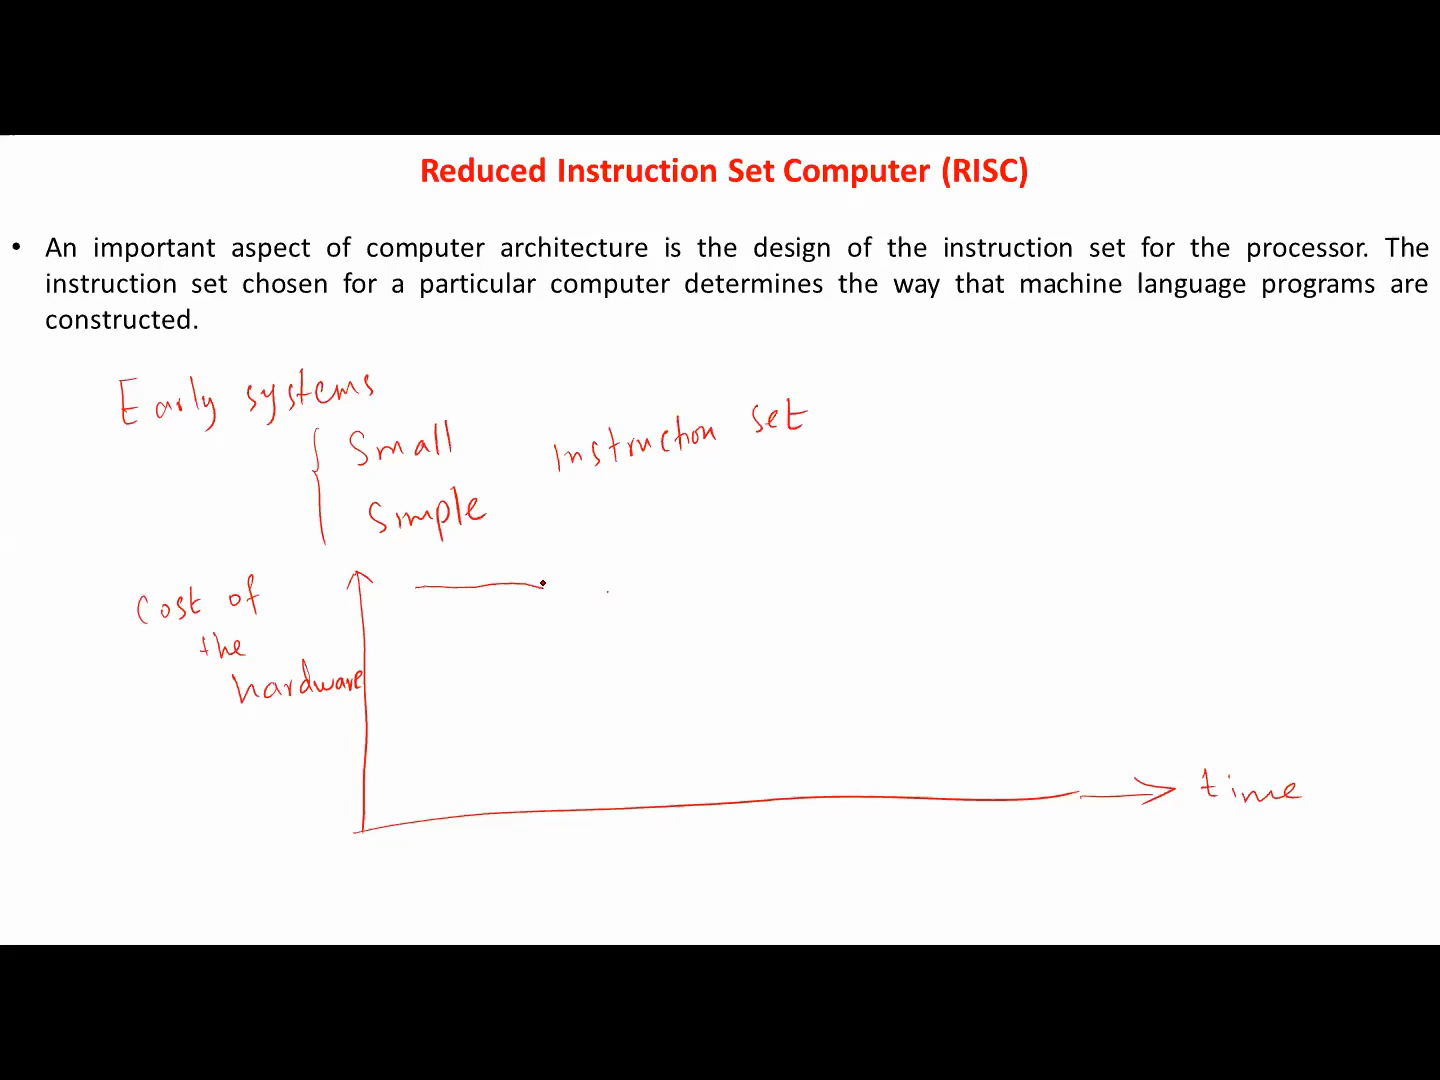 Reduced Instruction Set Computer (RISC)
• An important aspect of computer architecture is the design of the instruction set for the processor. The
instruction set chosen for a particular computer determines the way that machine language programs are
constructed.
Early systems
Small Instruction set
Simple
Cost of
the
hardware
time